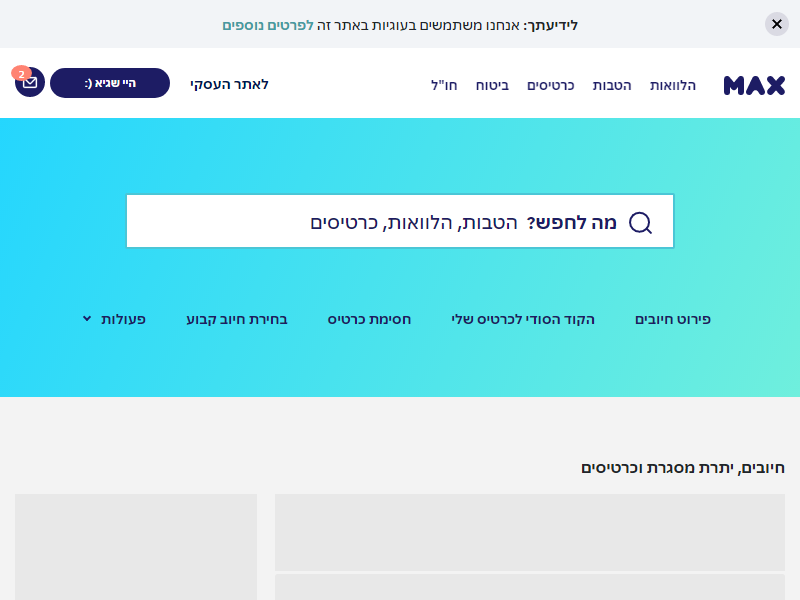 לידיעתך: אנחנו משתמשים בעוגיות באתר זה לפרטים נוספים
MAX
הלוואות
הטבות
כרטיסים
ביטוח
חו"ל
לאתר העסקי
היי שגיא (:
2
מה לחפש? הטבות, הלוואות, כרטיסים
פירוט חיובים
הקוד הסודי לכרטיס שלי
חסימת כרטיס
בחירת חיוב קבוע
פעולות
חיובים, יתרת מסגרת וכרטיסים